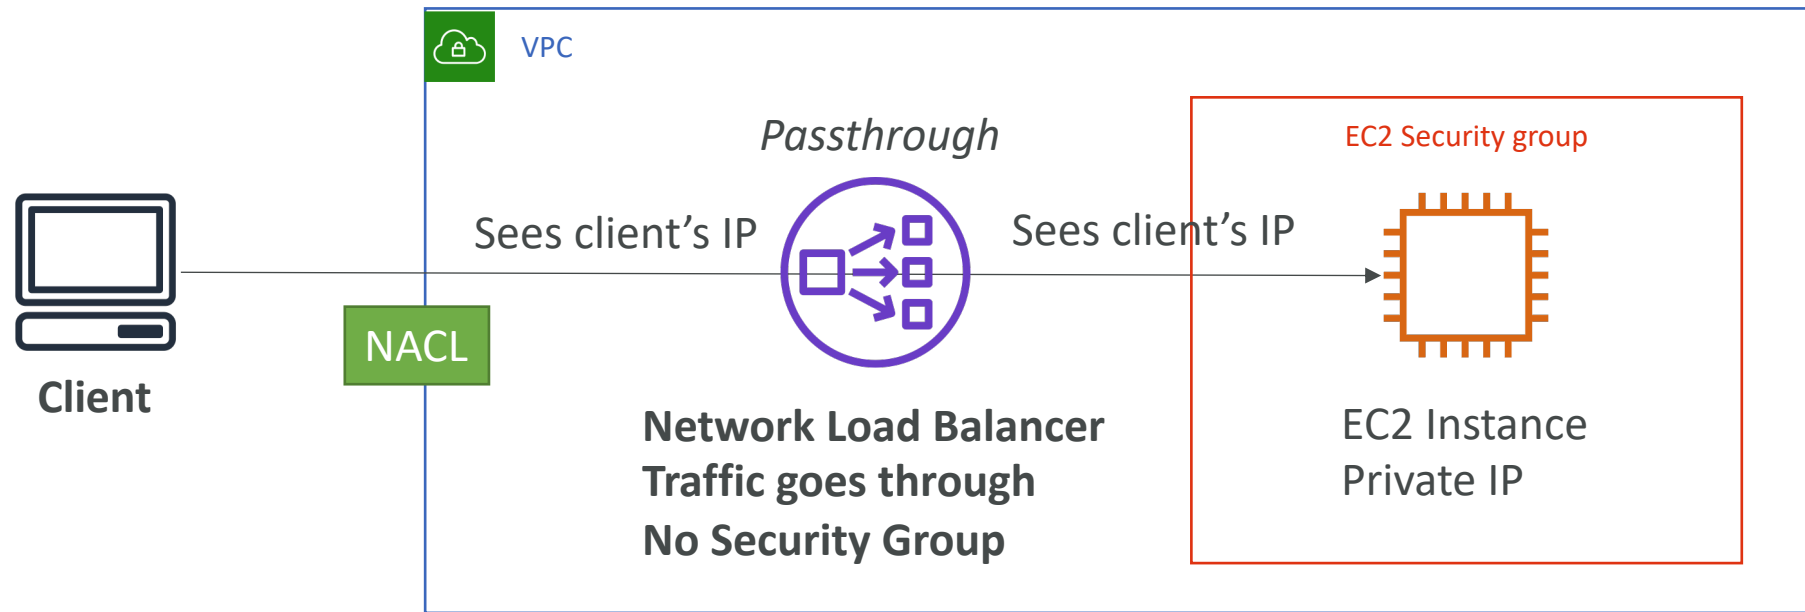 VPC
Passthrough
EC2 Security group
Sees client's IP
Sees client's IP
NACL
Client
Network Load Balancer
Traffic goes through
No Security Group
EC2 Instance
Private IP